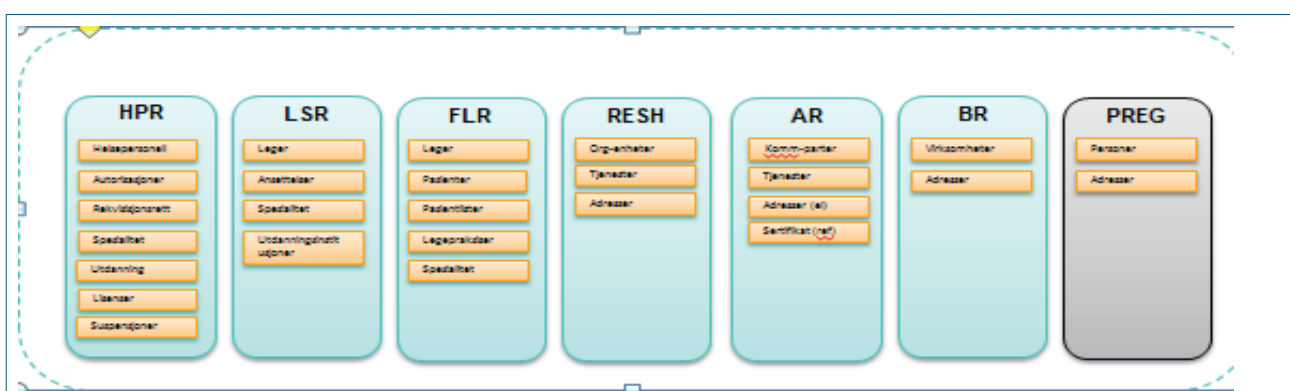 HPR
Helsepersonell
Autorisasjoner
Rekvisisjonsrett
Spesialitet
Utdanning
Lisenser
Suspensjoner
LSR
Leger
Ansettelser
Spesialitet
Utdanningsinstit
usjoner
FLR
Leger
Pasienter
Pasientlister
Legepraksiser
Spesialitet
RESH
Org-enheter
Tjenester
Adresser
AR
Komm-parter
Tjenester
Adresser (el)
Sertifikat (ref)
BR
Virksomheter
Adresser
PREG
Personer
Adresser